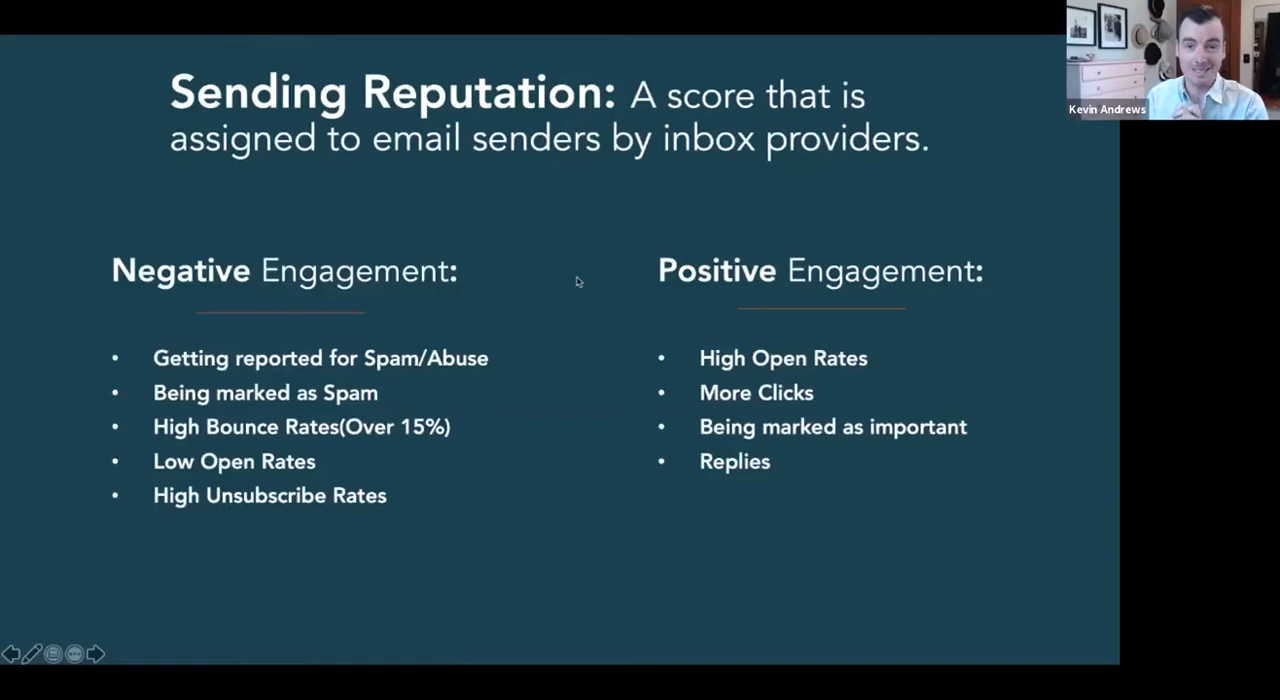 Sending Reputation: A score that is
assigned to email senders by inbox providers.
Kevin Andrews
Negative Engagement:
Getting reported for Spam/Abuse
Being marked as Spam
High Bounce Rates(Over 15%)
Low Open Rates
High Unsubscribe Rates
Positive Engagement:
High Open Rates
More Clicks
Being marked as important
Replies